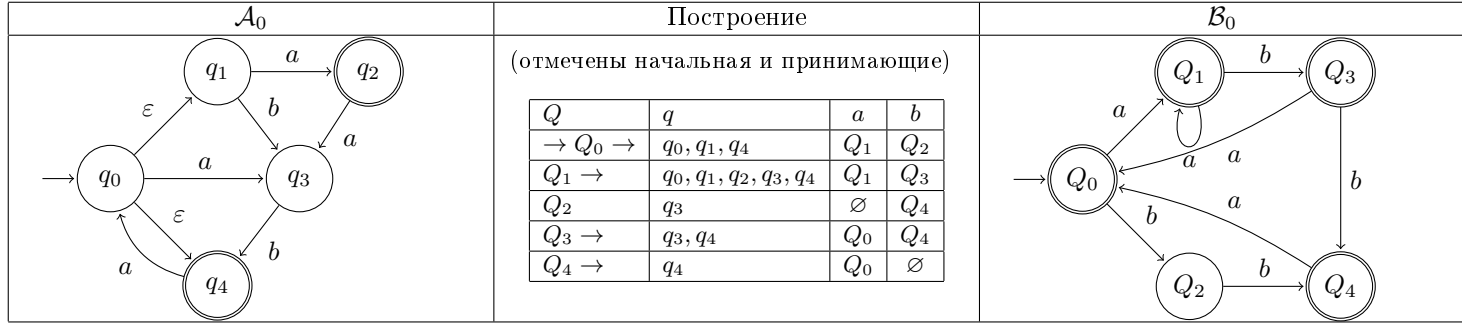 𝒜₀ Построение ℬ₀
(отмечены начальная и принимающие)
Q q a b
→ Q₀ → q₀, q₁, q₄ Q₁ Q₂
Q₁ → q₀, q₁, q₂, q₃, q₄ Q₁ Q₃
Q₂ q₃ ∅ Q₄
Q₃ → q₃, q₄ Q₀ Q₄
Q₄ → q₄ Q₀ ∅
q₁ a q₂
ε b a
q₀ a q₃
ε b
a q₄
Q₁ b Q₃
a a a b
Q₀ b a
Q₂ b Q₄